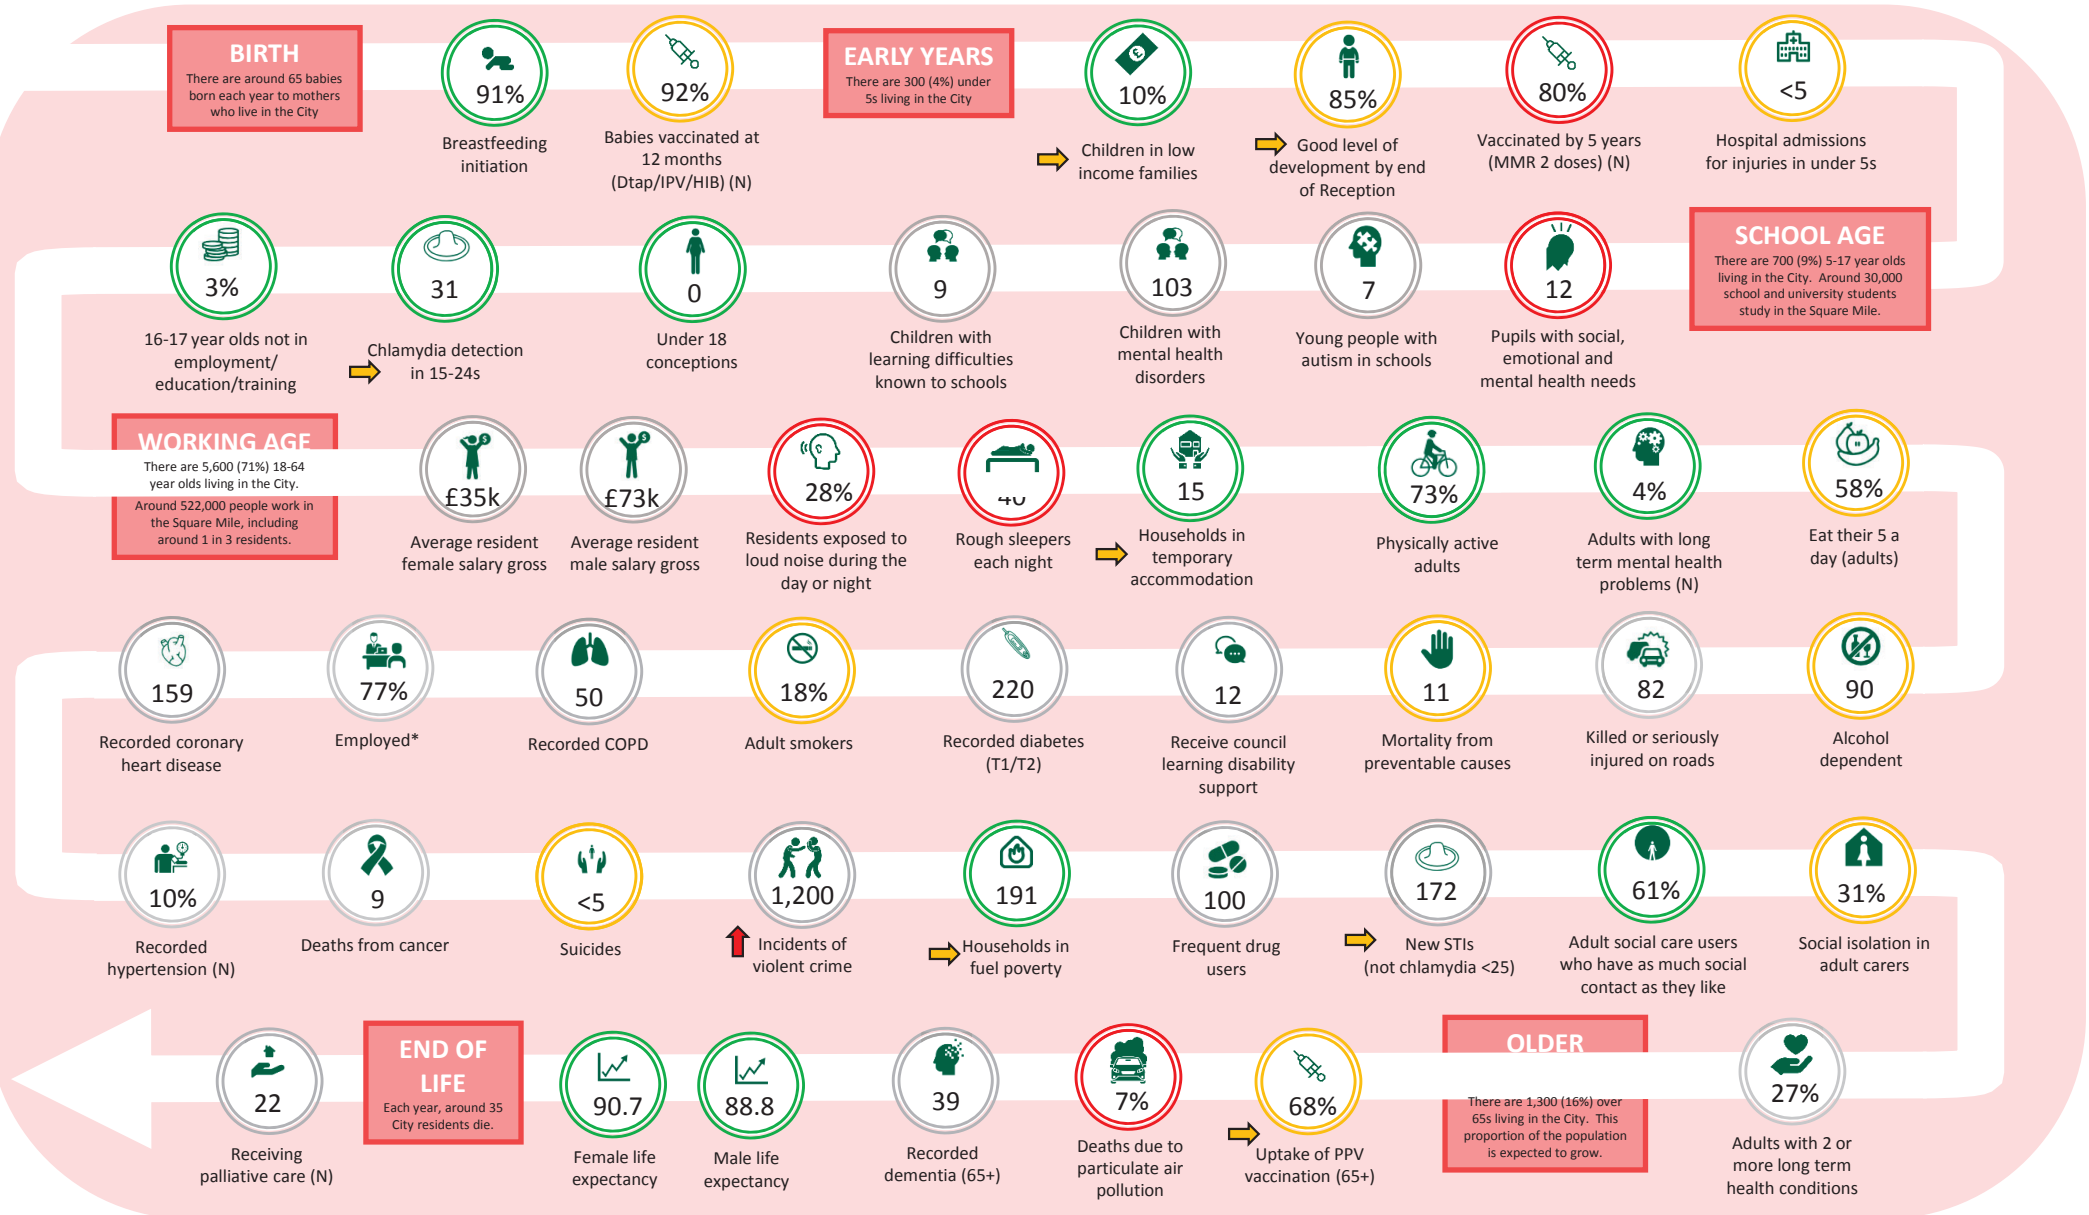 BIRTH
There are around 65 babies
born each year to mothers
who live in the City
91%
Breastfeeding
initiation
92%
Babies vaccinated at
12 months
(Dtap/IPV/HIB) (N)
EARLY YEARS
There are 300 (4%) under
5s living in the City
10%
Children in low
income families
85%
Good level of
development by end
of Reception
80%
Vaccinated by 5 years
(MMR 2 doses) (N)
<5
Hospital admissions
for injuries in under 5s
3%
16-17 year olds not in
employment/
education/training
31
Chlamydia detection
in 15-24s
0
Under 18
conceptions
9
Children with
learning difficulties
known to schools
103
Children with
mental health
disorders
7
Young people with
autism in schools
12
Pupils with social,
emotional and
mental health needs
SCHOOL AGE
There are 700 (9%) 5-17 year olds
living in the City. Around 30,000
school and university students
study in the Square Mile.
WORKING AGE
There are 5,600 (71%) 18-64
year olds living in the City.
Around 522,000 people work in
the Square Mile, including
around 1 in 3 residents.
£35k
Average resident
female salary gross
£73k
Average resident
male salary gross
28%
Residents exposed to
loud noise during the
day or night
Rough sleepers
each night
15
Households in
temporary
accommodation
73%
Physically active
adults
4%
Adults with long
term mental health
problems (N)
58%
Eat their 5 a
day (adults)
159
Recorded coronary
heart disease
77%
Employed*
50
Recorded COPD
18%
Adult smokers
220
Recorded diabetes
(T1/T2)
12
Receive council
learning disability
support
11
Mortality from
preventable causes
82
Killed or seriously
injured on roads
90
Alcohol
dependent
10%
Recorded
hypertension (N)
9
Deaths from cancer
<5
Suicides
1,200
Incidents of
violent crime
191
Households in
fuel poverty
100
Frequent drug
users
172
New STIs
(not chlamydia <25)
61%
Adult social care users
who have as much social
contact as they like
31%
Social isolation in
adult carers
22
Receiving
palliative care (N)
END OF
LIFE
Each year, around 35
City residents die.
90.7
Female life
expectancy
88.8
Male life
expectancy
39
Recorded
dementia (65+)
7%
Deaths due to
particulate air
pollution
68%
Uptake of PPV
vaccination (65+)
OLDER
There are 1,300 (16%) over
65s living in the City. This
proportion of the population
is expected to grow.
27%
Adults with 2 or
more long term
health conditions